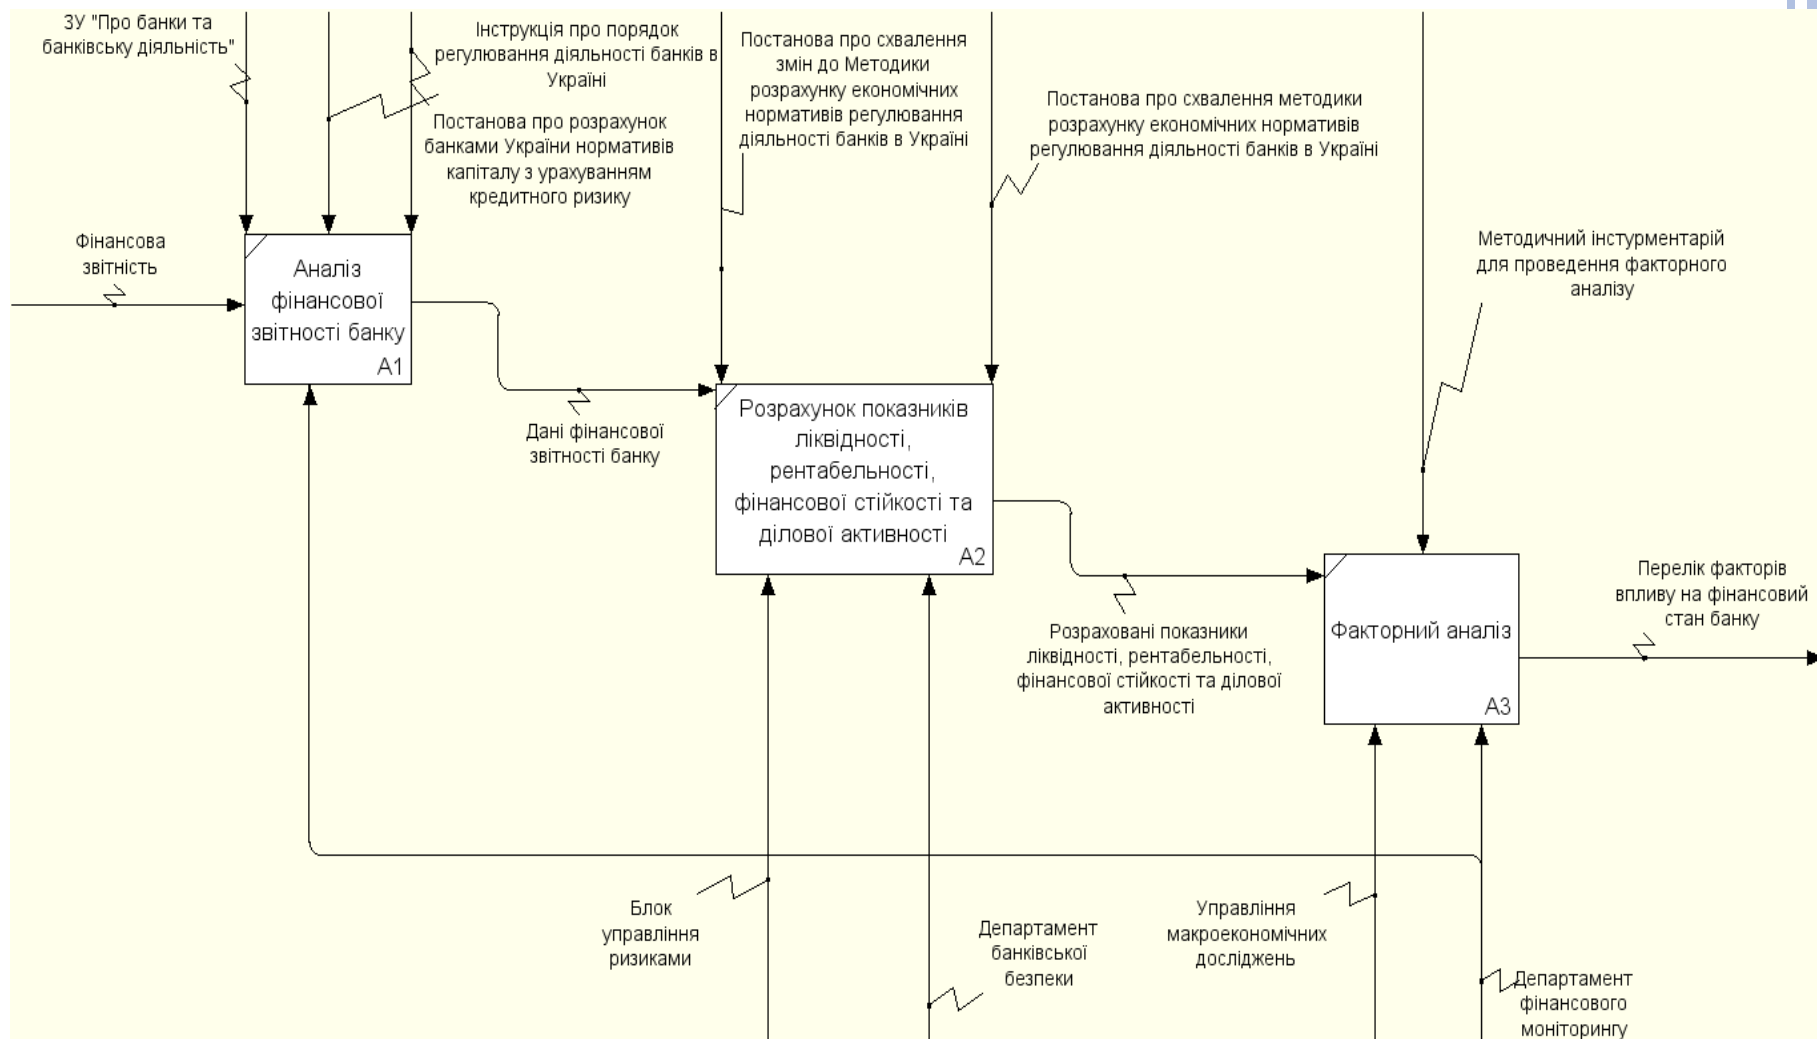 ЗУ "Про банки та
банківську діяльність"
Інструкція про порядок
регулювання діяльності банків в
Україні
Постанова про розрахунок
банками України нормативів
капіталу з урахуванням
кредитного ризику
Постанова про схвалення
змін до Методики
розрахунку економічних
нормативів регулювання
діяльності банків в Україні
Постанова про схвалення методики
розрахунку економічних нормативів
регулювання діяльності банків в Україні
Методичний інстурментарій
для проведення факторного
аналізу
Фінансова
звітність
Аналіз
фінансової
звітності банку
A1
Дані фінансової
звітності банку
Розрахунок показників
ліквідності,
рентабельності,
фінансової стійкості та
ділової активності
A2
Розраховані показники
ліквідності, рентабельності,
фінансової стійкості та ділової
активності
Факторний аналіз
A3
Перелік факторів
впливу на фінансовий
стан банку
Блок
управління
ризиками
Департамент
банківської
безпеки
Управління
макроекономічних
досліджень
Департамент
фінансового
моніторингу